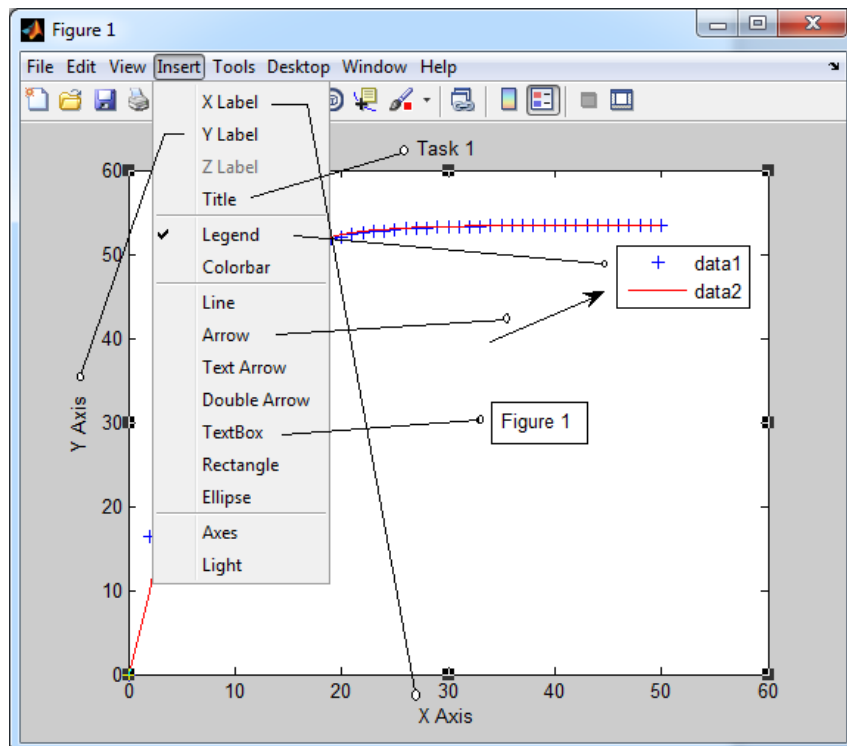 Figure 1
File Edit View Insert Tools Desktop Window Help
X Label
Y Label
Z Label
Title
Legend
Colorbar
Line
Arrow
Text Arrow
Double Arrow
TextBox
Rectangle
Ellipse
Axes
Light
Task 1
60
50
40
30
20
10
0
Y Axis
data1
data2
Figure 1
0 10 20 30 40 50 60
X Axis